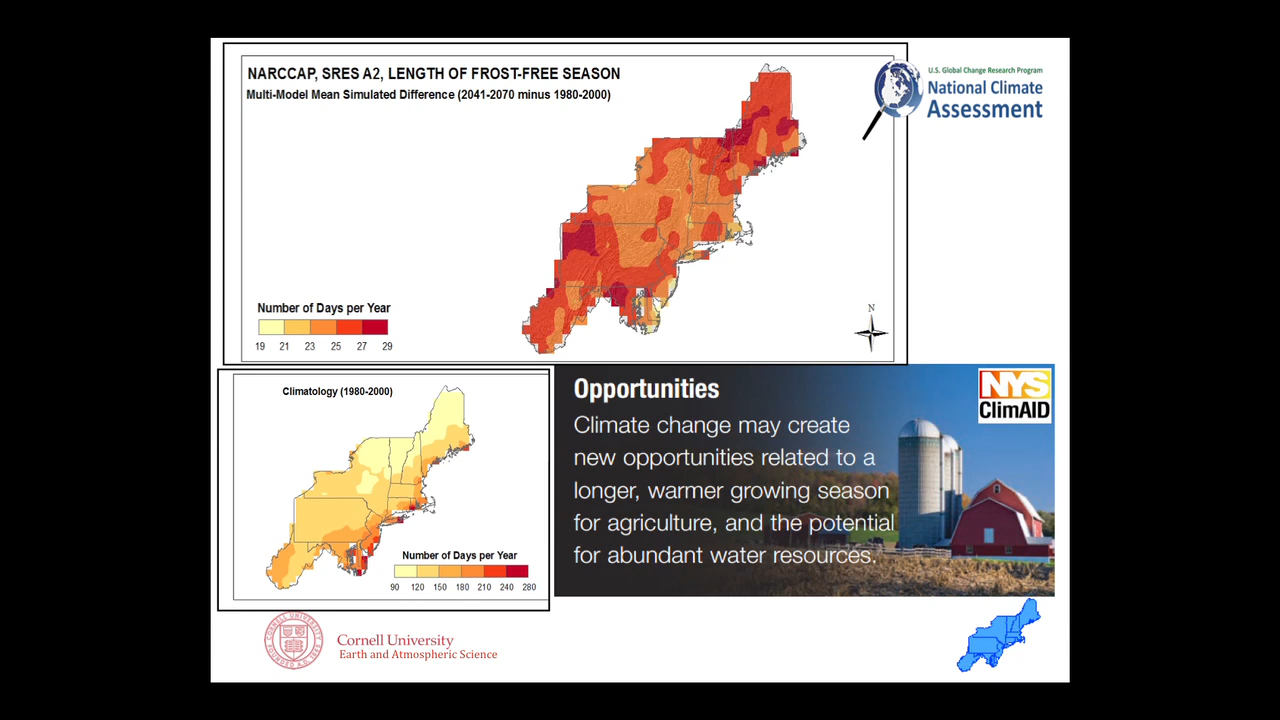 NARCCAP, SRES A2, LENGTH OF FROST-FREE SEASON
Multi-Model Mean Simulated Difference (2041-2070 minus 1980-2000)
U.S. Global Change Research Program
National Climate
Assessment
Number of Days per Year
19 21 23 25 27 29
N
Climatology (1980-2000)
Number of Days per Year
90 120 150 180 210 240 280
Opportunities
Climate change may create
new opportunities related to a
longer, warmer growing season
for agriculture, and the potential
for abundant water resources.
NYS
ClimAID
CORNELL UNIVERSITY
FOUNDED A.D.
Cornell University
Earth and Atmospheric Science